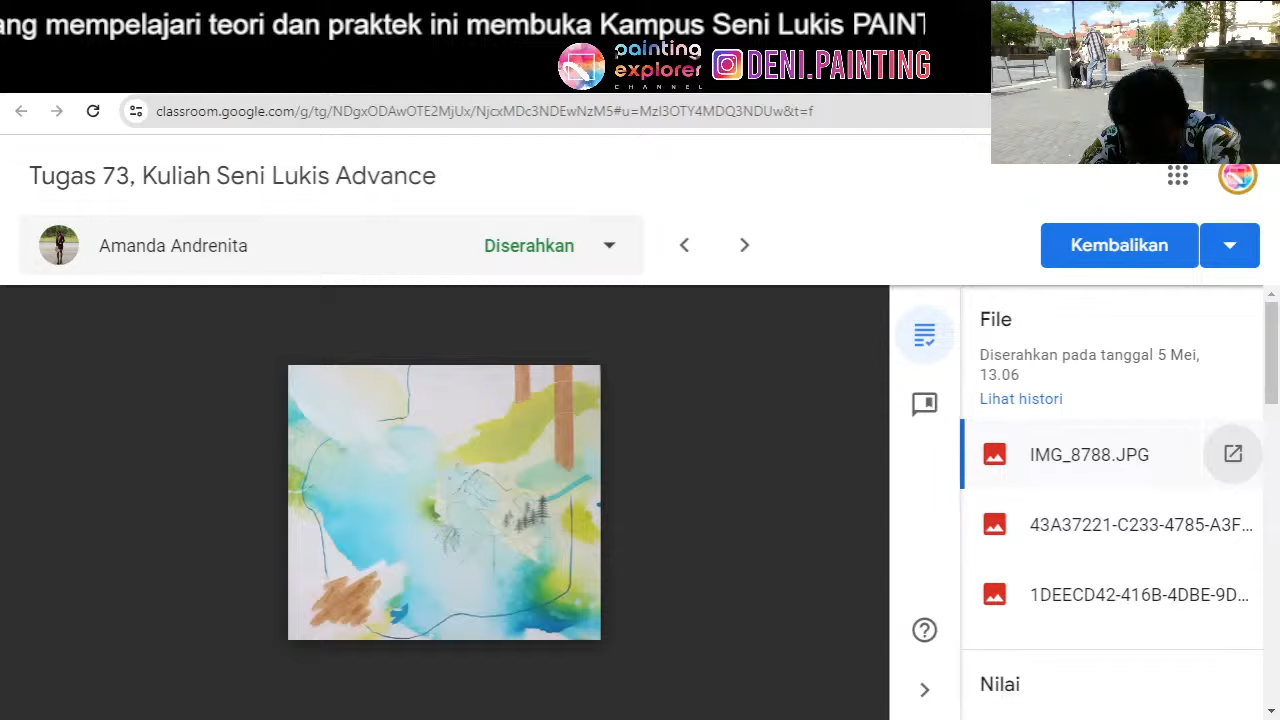 ang mempelajari teori dan praktek ini membuka Kampus Seni Lukis PAINT
painting
explorer
CHANNEL
DENI.PAINTING
classroom.google.com/g/tg/NDgxODAwOTE2MjUx/NjcxMDc3NDEwNzM5#u=MzI3OTY4MDQ3NDUw&t=f
Tugas 73, Kuliah Seni Lukis Advance
Amanda Andrenita
Diserahkan
Kembalikan
File
Diserahkan pada tanggal 5 Mei,
13.06
Lihat histori
IMG_8788.JPG
43A37221-C233-4785-A3F...
1DEECD42-416B-4DBE-9D...
Nilai